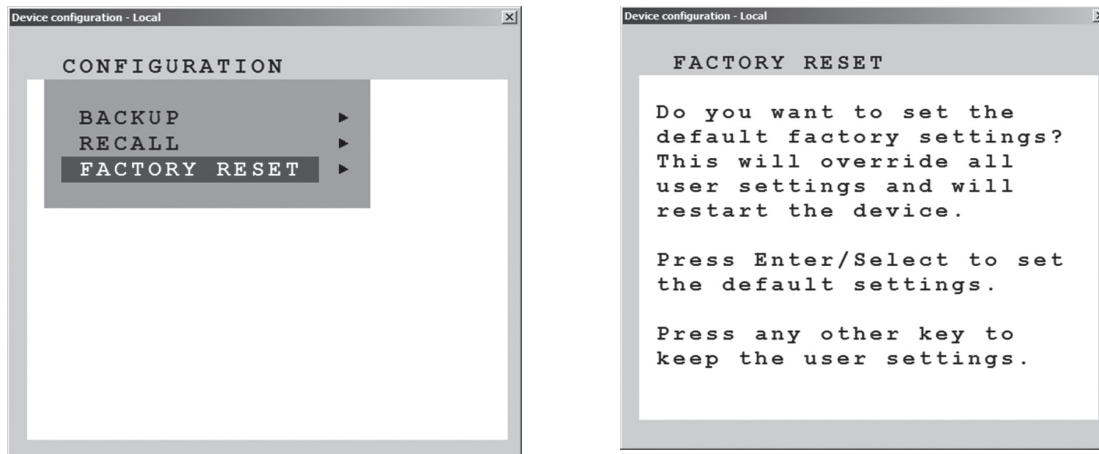 Device configuration - Local
CONFIGURATION
BACKUP
RECALL
FACTORY RESET
Device configuration - Local
FACTORY RESET
Do you want to set the
default factory settings?
This will override all
user settings and will
restart the device.
Press Enter/Select to set
the default settings.
Press any other key to
keep the user settings.